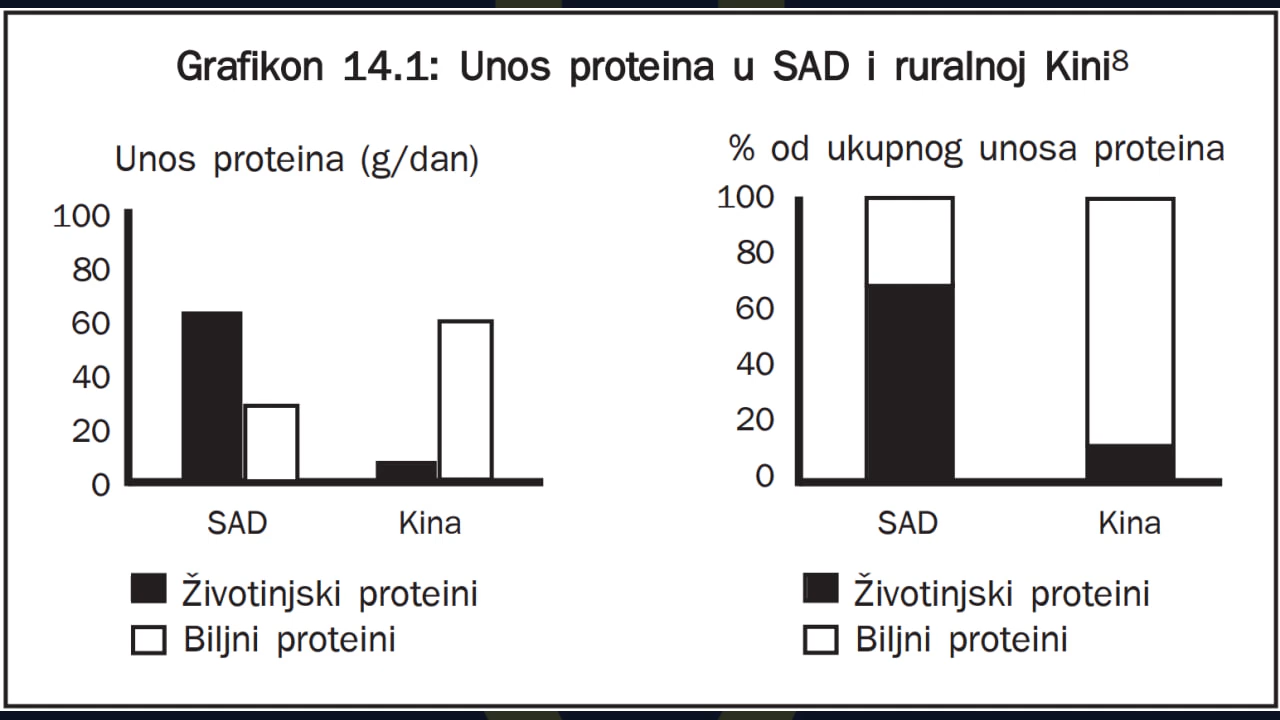 Grafikon 14.1: Unos proteina u SAD i ruralnoj Kini8
Unos proteina (g/dan)
100
80
60
40
20
0
SAD Kina
Životinjski proteini
Biljni proteini
% od ukupnog unosa proteina
100
80
60
40
20
0
SAD Kina
Životinjski proteini
Biljni proteini